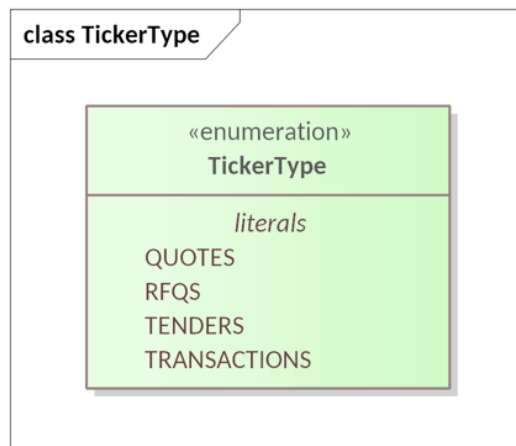 class TickerType
«enumeration»
TickerType
literals
QUOTES
RFQS
TENDERS
TRANSACTIONS